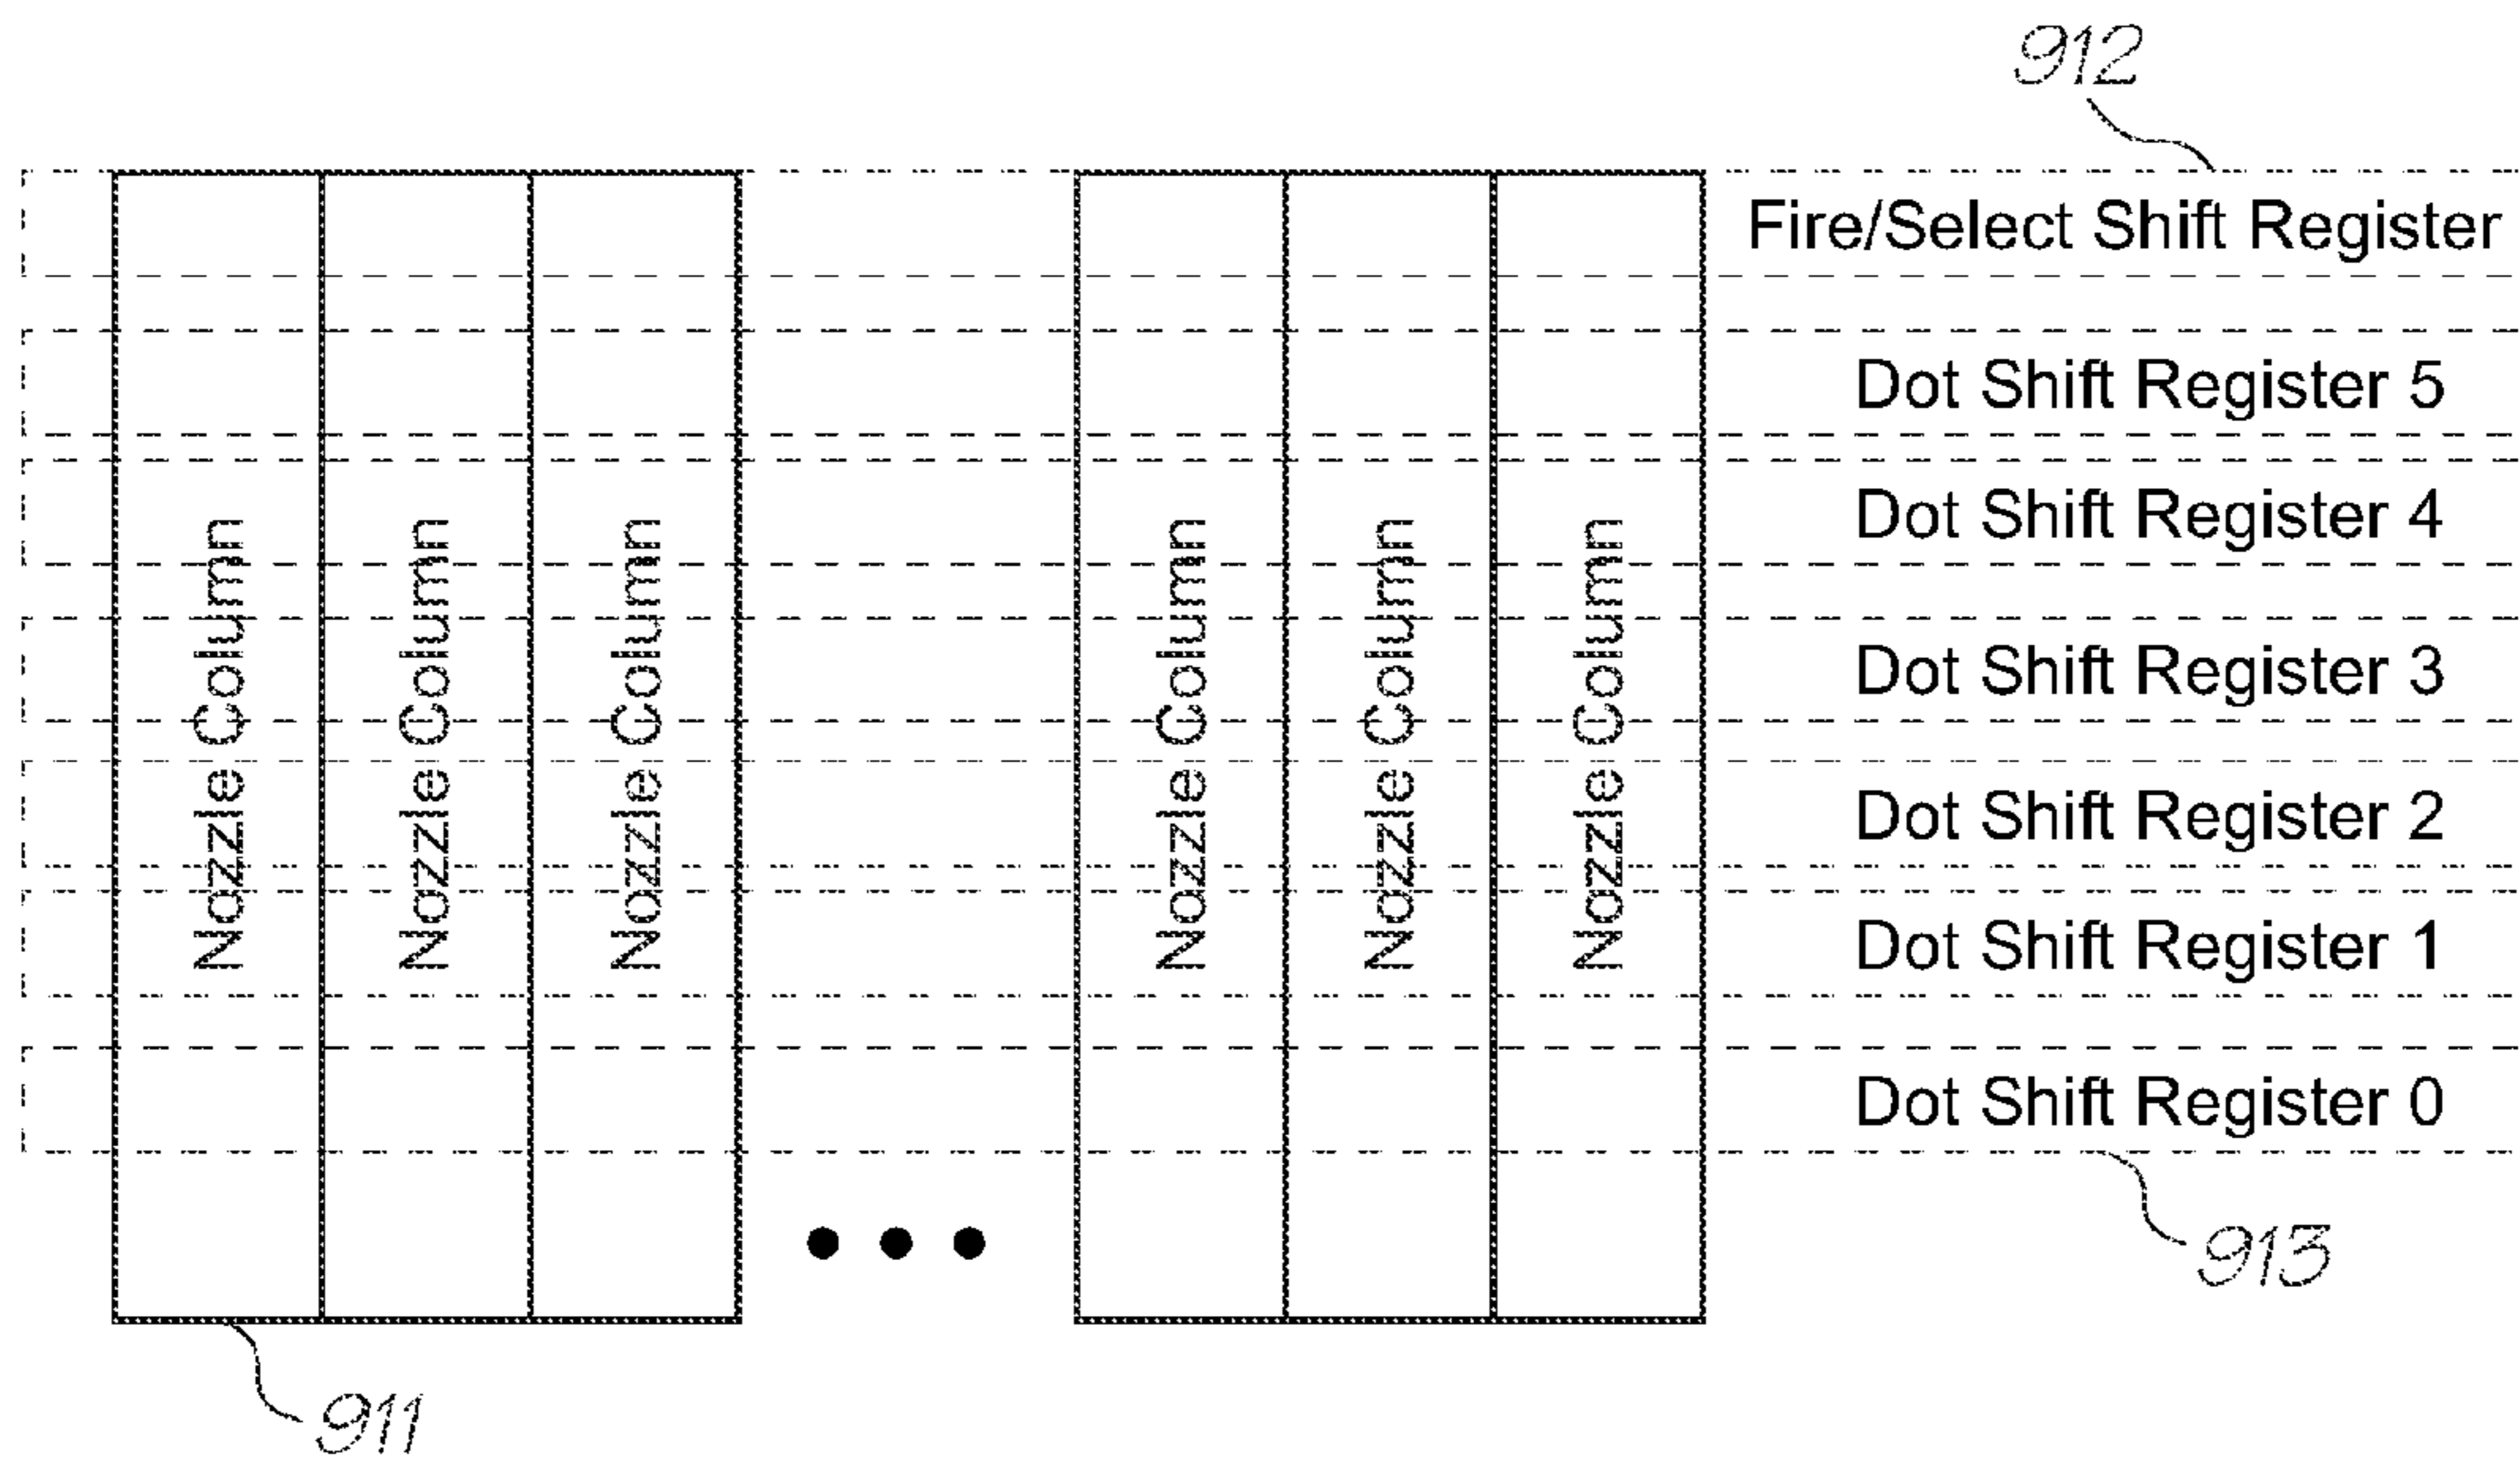 912
Fire/Select Shift Register
Dot Shift Register 5
Dot Shift Register 4
Dot Shift Register 3
Dot Shift Register 2
Dot Shift Register 1
Dot Shift Register 0
Nozzle Column
Nozzle Column
Nozzle Column
Nozzle Column
Nozzle Column
Nozzle Column
913
911